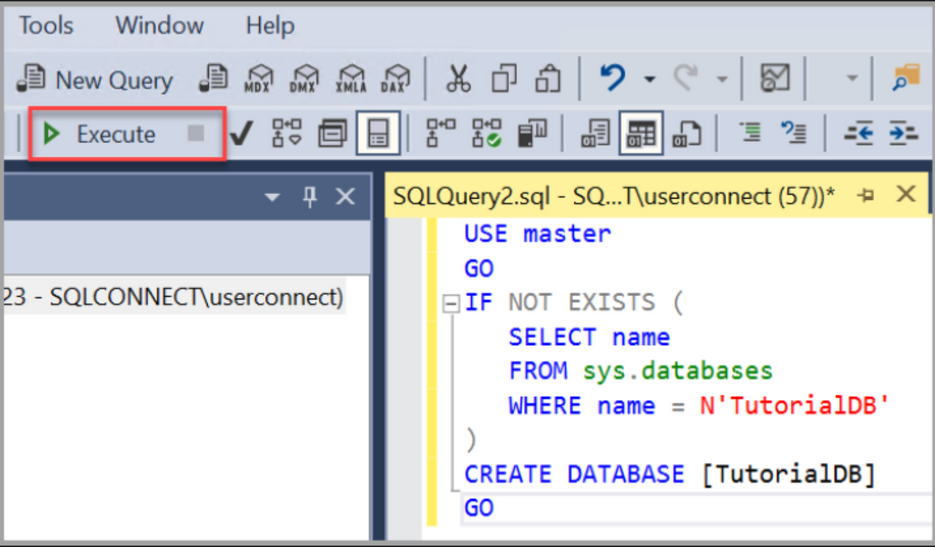 Tools Window Help
New Query MDX DMX XMLA DAX
Execute
SQLQuery2.sql - SQ...T\userconnect (57))*
23 - SQLCONNECT\userconnect)
USE master
GO
IF NOT EXISTS (
SELECT name
FROM sys.databases
WHERE name = N'TutorialDB'
)
CREATE DATABASE [TutorialDB]
GO